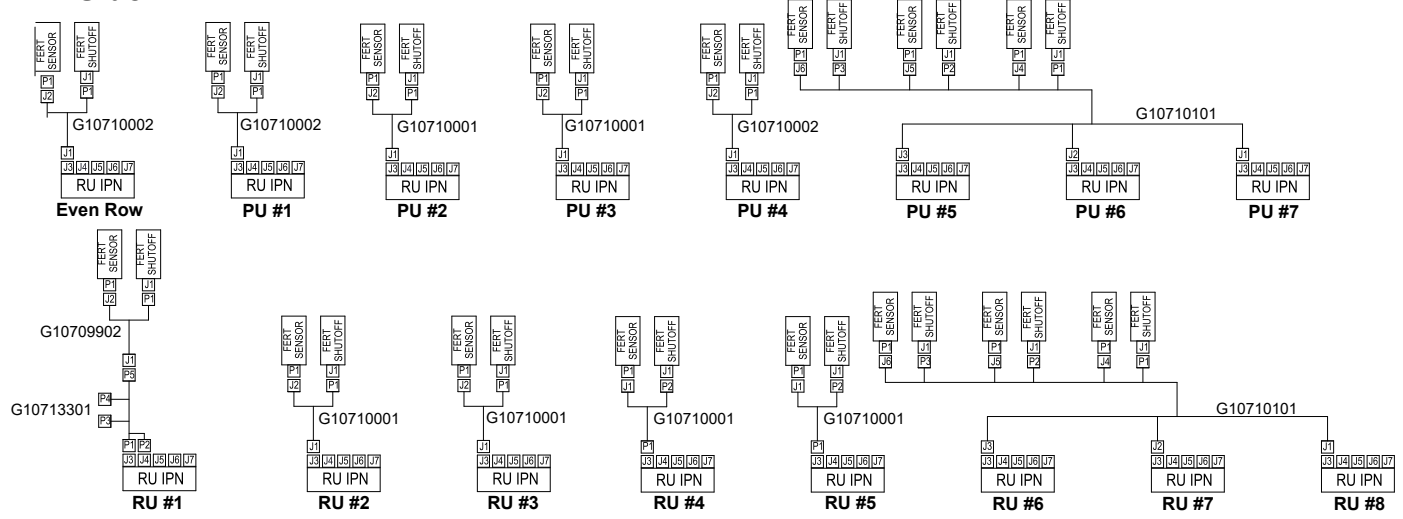 FERT
SENSOR
FERT
SHUTOFF
P1
J1
J2
P1
G10710002
J1
J3 J4 J5 J6 J7
RU IPN
Even Row
FERT
SENSOR
FERT
SHUTOFF
P1
J1
J2
P1
G10710002
J1
J3 J4 J5 J6 J7
RU IPN
PU #1
FERT
SENSOR
FERT
SHUTOFF
P1
J1
J2
P1
G10710001
J1
J3 J4 J5 J6 J7
RU IPN
PU #2
FERT
SENSOR
FERT
SHUTOFF
P1
J1
J2
P1
G10710001
J1
J3 J4 J5 J6 J7
RU IPN
PU #3
FERT
SENSOR
FERT
SHUTOFF
P1
J1
J2
P1
G10710002
J1
J3 J4 J5 J6 J7
RU IPN
PU #4
FERT
SENSOR
FERT
SHUTOFF
P1
J1
J6
P3
FERT
SENSOR
FERT
SHUTOFF
P1
J1
J5
P2
FERT
SENSOR
FERT
SHUTOFF
P1
J1
J4
P1
G10710101
J3
J3 J4 J5 J6 J7
RU IPN
PU #5
J2
J3 J4 J5 J6 J7
RU IPN
PU #6
J1
J3 J4 J5 J6 J7
RU IPN
PU #7
FERT
SENSOR
FERT
SHUTOFF
P1
J1
J2
P1
G10709902
J1
P5
P4
G10713301
P3
P1 P2
J3 J4 J5 J6 J7
RU IPN
RU #1
FERT
SENSOR
FERT
SHUTOFF
P1
J1
J2
P1
G10710001
J1
J3 J4 J5 J6 J7
RU IPN
RU #2
FERT
SENSOR
FERT
SHUTOFF
P1
J1
J2
P1
G10710001
J1
J3 J4 J5 J6 J7
RU IPN
RU #3
FERT
SENSOR
FERT
SHUTOFF
P1
J1
J1
P2
G10710001
P1
J3 J4 J5 J6 J7
RU IPN
RU #4
FERT
SENSOR
FERT
SHUTOFF
P1
J1
J1
P2
G10710001
P1
J3 J4 J5 J6 J7
RU IPN
RU #5
FERT
SENSOR
FERT
SHUTOFF
P1
J1
J6
P3
FERT
SENSOR
FERT
SHUTOFF
P1
J1
J5
P2
FERT
SENSOR
FERT
SHUTOFF
P1
J1
J4
P1
G10710101
J3
J3 J4 J5 J6 J7
RU IPN
RU #6
J2
J3 J4 J5 J6 J7
RU IPN
RU #7
J1
J3 J4 J5 J6 J7
RU IPN
RU #8